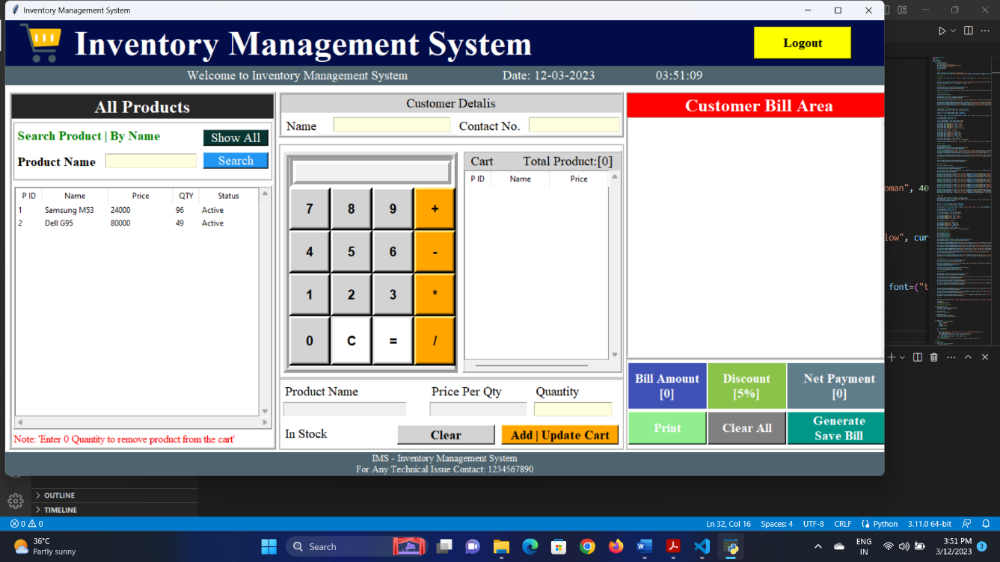 Inventory Management System
Inventory Management System
Logout
Welcome to Inventory Management System Date: 12-03-2023 03:51:09
All Products
Search Product | By Name
Show All
Product Name
Search
P ID Name Price QTY Status
1 Samsung M53 24000 96 Active
2 Dell G95 80000 49 Active
Note: 'Enter 0 Quantity to remove product from the cart'
Customer Detalis
Name
Contact No.
7 8 9 +
4 5 6 -
1 2 3 *
0 C = /
Cart Total Product:[0]
P ID Name Price
Product Name Price Per Qty Quantity
In Stock
Clear
Add | Update Cart
Customer Bill Area
Bill Amount
[0]
Discount
[5%]
Net Payment
[0]
Print
Clear All
Generate
Save Bill
IMS - Inventory Management System
For Any Technical Issue Contact: 1234567890
oman", 40
low", cur
font=("t
OUTLINE
TIMELINE
0 0
Ln 32, Col 16 Spaces: 4 UTF-8 CRLF Python 3.11.0 64-bit
36°C
Partly sunny
Search
ENG
IN
3:51 PM
3/12/2023
3